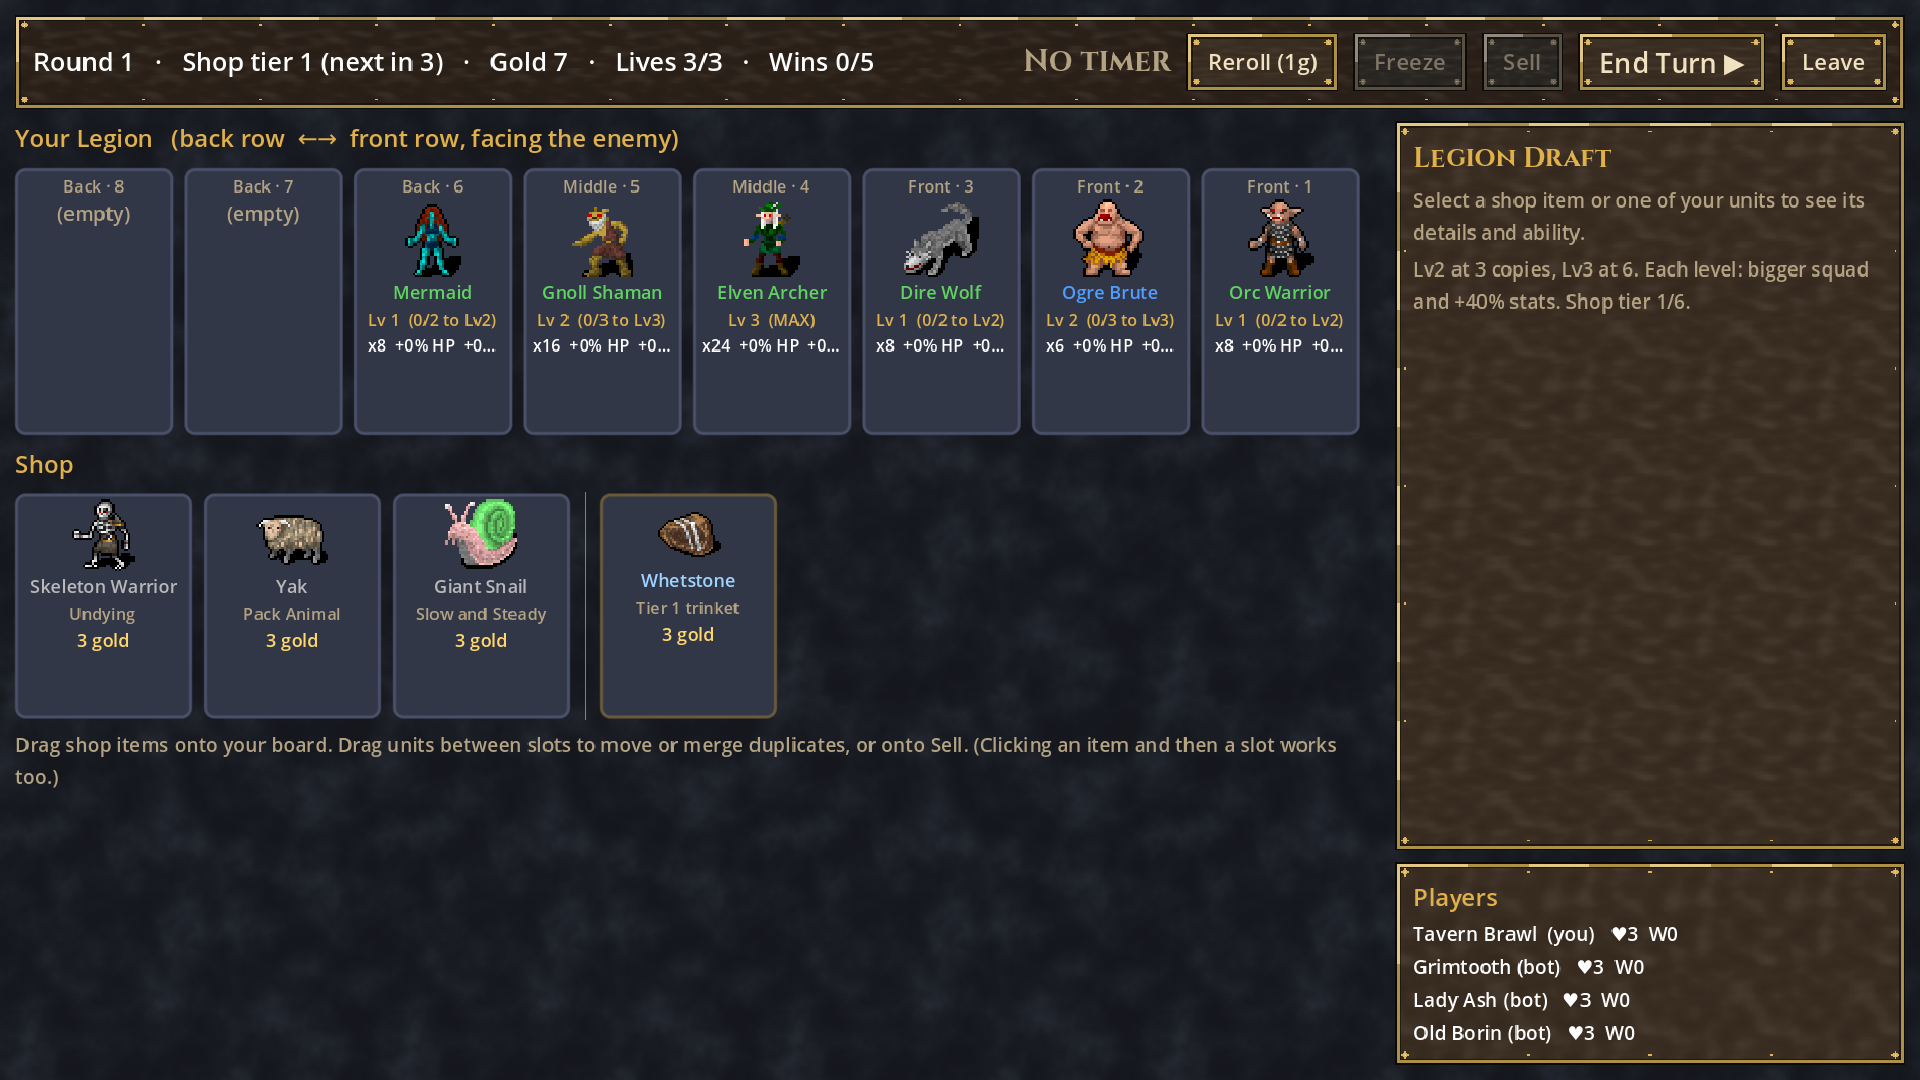 Round 1 · Shop tier 1 (next in 3) · Gold 7 · Lives 3/3 · Wins 0/5
No timer
Reroll (1g)
Freeze
Sell
End Turn ▶
Leave
Your Legion (back row ←→ front row, facing the enemy)
Back · 8
(empty)
Back · 7
(empty)
Back · 6
Mermaid
Lv 1 (0/2 to Lv2)
x8 +0% HP +0...
Middle · 5
Gnoll Shaman
Lv 2 (0/3 to Lv3)
x16 +0% HP +0...
Middle · 4
Elven Archer
Lv 3 (MAX)
x24 +0% HP +0...
Front · 3
Dire Wolf
Lv 1 (0/2 to Lv2)
x8 +0% HP +0...
Front · 2
Ogre Brute
Lv 2 (0/3 to Lv3)
x6 +0% HP +0...
Front · 1
Orc Warrior
Lv 1 (0/2 to Lv2)
x8 +0% HP +0...
Shop
Skeleton Warrior
Undying
3 gold
Yak
Pack Animal
3 gold
Giant Snail
Slow and Steady
3 gold
Whetstone
Tier 1 trinket
3 gold
Drag shop items onto your board. Drag units between slots to move or merge duplicates, or onto Sell. (Clicking an item and then a slot works
too.)
Legion Draft
Select a shop item or one of your units to see its
details and ability.
Lv2 at 3 copies, Lv3 at 6. Each level: bigger squad
and +40% stats. Shop tier 1/6.
Players
Tavern Brawl (you) ♥3 W0
Grimtooth (bot) ♥3 W0
Lady Ash (bot) ♥3 W0
Old Borin (bot) ♥3 W0